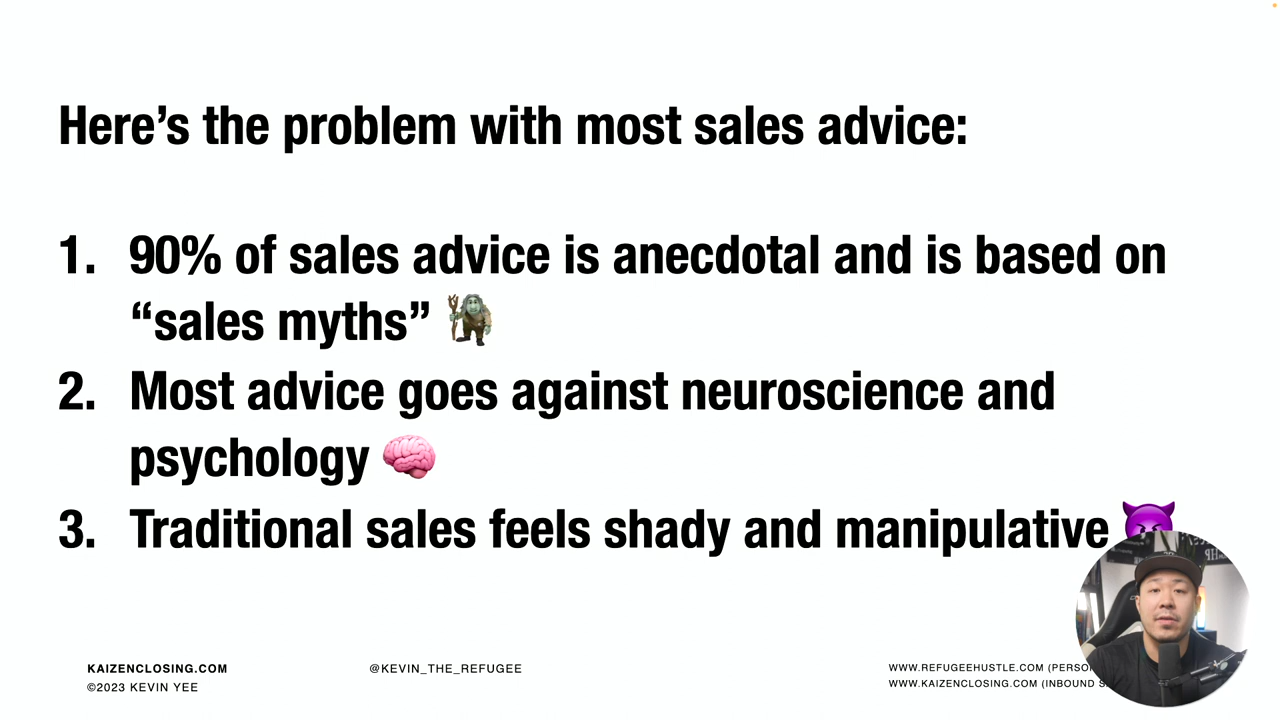 Here’s the problem with most sales advice:
1. 90% of sales advice is anecdotal and is based on
“sales myths” 🧌
2. Most advice goes against neuroscience and
psychology 🧠
3. Traditional sales feels shady and manipulative 😈
KAIZENCLOSING.COM
©2023 KEVIN YEE
@KEVIN_THE_REFUGEE
WWW.REFUGEEHUSTLE.COM
WWW.KAIZENCLOSING.COM (INBOUND